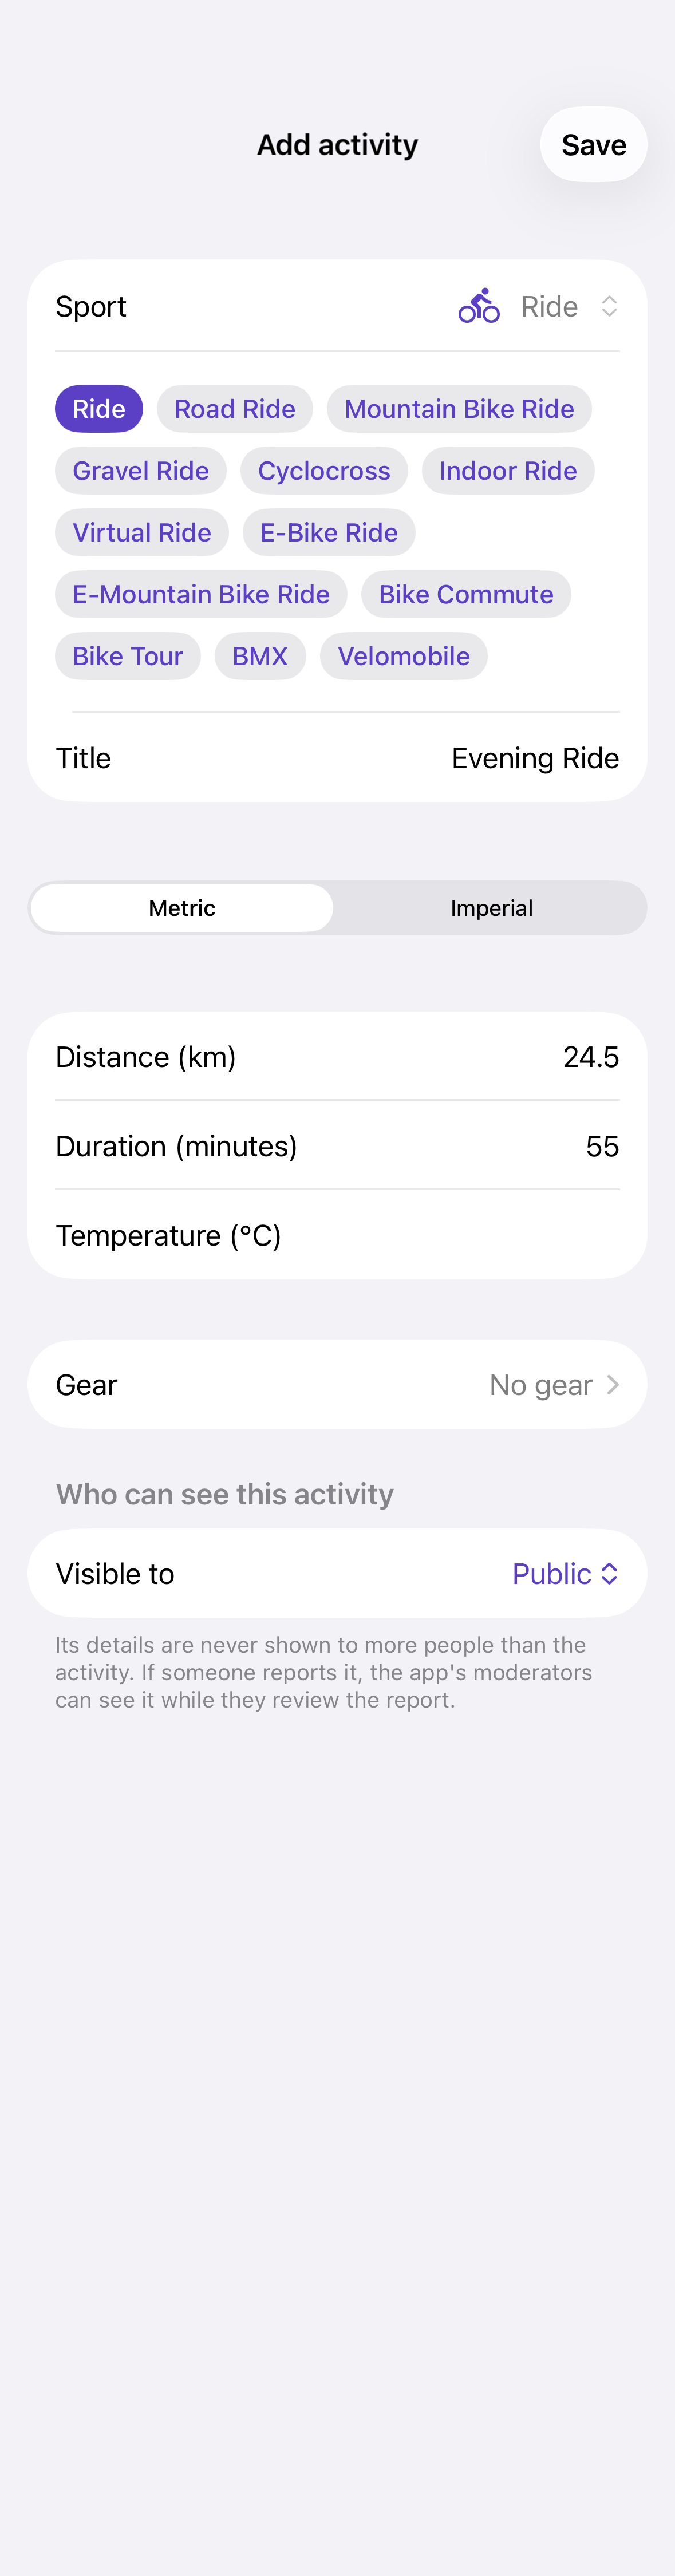 Add activity
Save
Sport
Ride
Ride
Road Ride
Mountain Bike Ride
Gravel Ride
Cyclocross
Indoor Ride
Virtual Ride
E-Bike Ride
E-Mountain Bike Ride
Bike Commute
Bike Tour
BMX
Velomobile
Title
Evening Ride
Metric
Imperial
Distance (km)
24.5
Duration (minutes)
55
Temperature (°C)
Gear
No gear
Who can see this activity
Visible to
Public
Its details are never shown to more people than the
activity. If someone reports it, the app's moderators
can see it while they review the report.